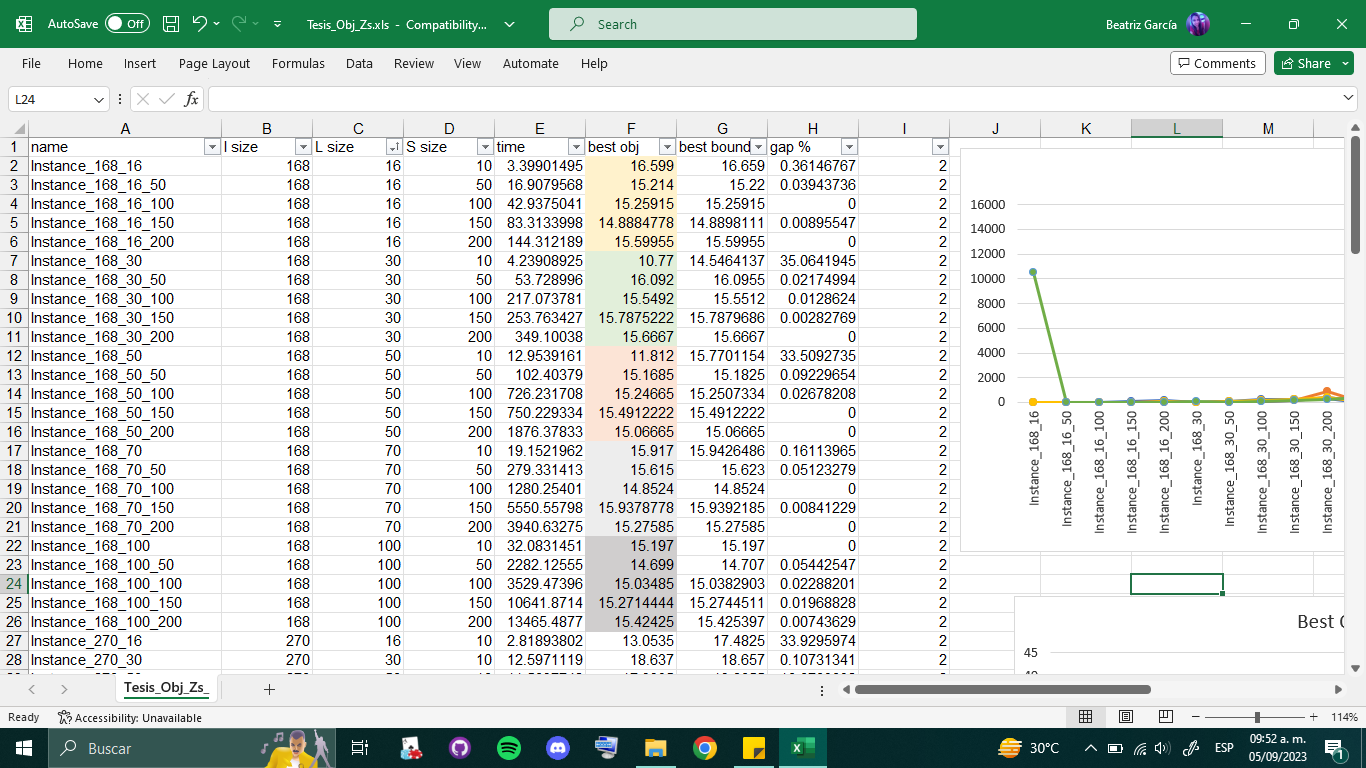 AutoSave Off Tesis_Obj_Zs.xls - Compatibility... Search Beatriz García
File Home Insert Page Layout Formulas Data Review View Automate Help Comments Share
L24 fx
A B C D E F G H I J K L M
1 name I size L size S size time best obj best bound gap %
2 Instance_168_16 168 16 10 3.39901495 16.599 16.659 0.36146767 2
3 Instance_168_16_50 168 16 50 16.9079568 15.214 15.22 0.03943736 2
4 Instance_168_16_100 168 16 100 42.9375041 15.25915 15.25915 0 2
5 Instance_168_16_150 168 16 150 83.3133998 14.8884778 14.8898111 0.00895547 2
6 Instance_168_16_200 168 16 200 144.312189 15.59955 15.59955 0 2
7 Instance_168_30 168 30 10 4.23908925 10.77 14.5464137 35.0641945 2
8 Instance_168_30_50 168 30 50 53.728996 16.092 16.0955 0.02174994 2
9 Instance_168_30_100 168 30 100 217.073781 15.5492 15.5512 0.0128624 2
10 Instance_168_30_150 168 30 150 253.763427 15.7875222 15.7879686 0.00282769 2
11 Instance_168_30_200 168 30 200 349.10038 15.6667 15.6667 0 2
12 Instance_168_50 168 50 10 12.9539161 11.812 15.7701154 33.5092735 2
13 Instance_168_50_50 168 50 50 102.40379 15.1685 15.1825 0.09229654 2
14 Instance_168_50_100 168 50 100 726.231708 15.24665 15.2507334 0.02678208 2
15 Instance_168_50_150 168 50 150 750.229334 15.4912222 15.4912222 0 2
16 Instance_168_50_200 168 50 200 1876.37833 15.06665 15.06665 0 2
17 Instance_168_70 168 70 10 19.1521962 15.917 15.9426486 0.16113965 2
18 Instance_168_70_50 168 70 50 279.331413 15.615 15.623 0.05123279 2
19 Instance_168_70_100 168 70 100 1280.25401 14.8524 14.8524 0 2
20 Instance_168_70_150 168 70 150 5550.55798 15.9378778 15.9392185 0.00841229 2
21 Instance_168_70_200 168 70 200 3940.63275 15.27585 15.27585 0 2
22 Instance_168_100 168 100 10 32.0831451 15.197 15.197 0 2
23 Instance_168_100_50 168 100 50 2282.12555 14.699 14.707 0.05442547 2
24 Instance_168_100_100 168 100 100 3529.47396 15.03485 15.0382903 0.02288201 2
25 Instance_168_100_150 168 100 150 10641.8714 15.2714444 15.2744511 0.01968828 2
26 Instance_168_100_200 168 100 200 13465.4877 15.42425 15.425397 0.00743629 2
27 Instance_270_16 270 16 10 2.81893802 13.0535 17.4825 33.9295974 2
28 Instance_270_30 270 30 10 12.5971119 18.637 18.657 0.10731341 2
16000
14000
12000
10000
8000
6000
4000
2000
0
Instance_168_16
Instance_168_16_50
Instance_168_16_100
Instance_168_16_150
Instance_168_16_200
Instance_168_30
Instance_168_30_50
Instance_168_30_100
Instance_168_30_150
Instance_168_30_200
Best
45
Tesis_Obj_Zs_
Ready Accessibility: Unavailable 114%
Buscar 30°C ESP 09:52 a. m.
05/09/2023
1